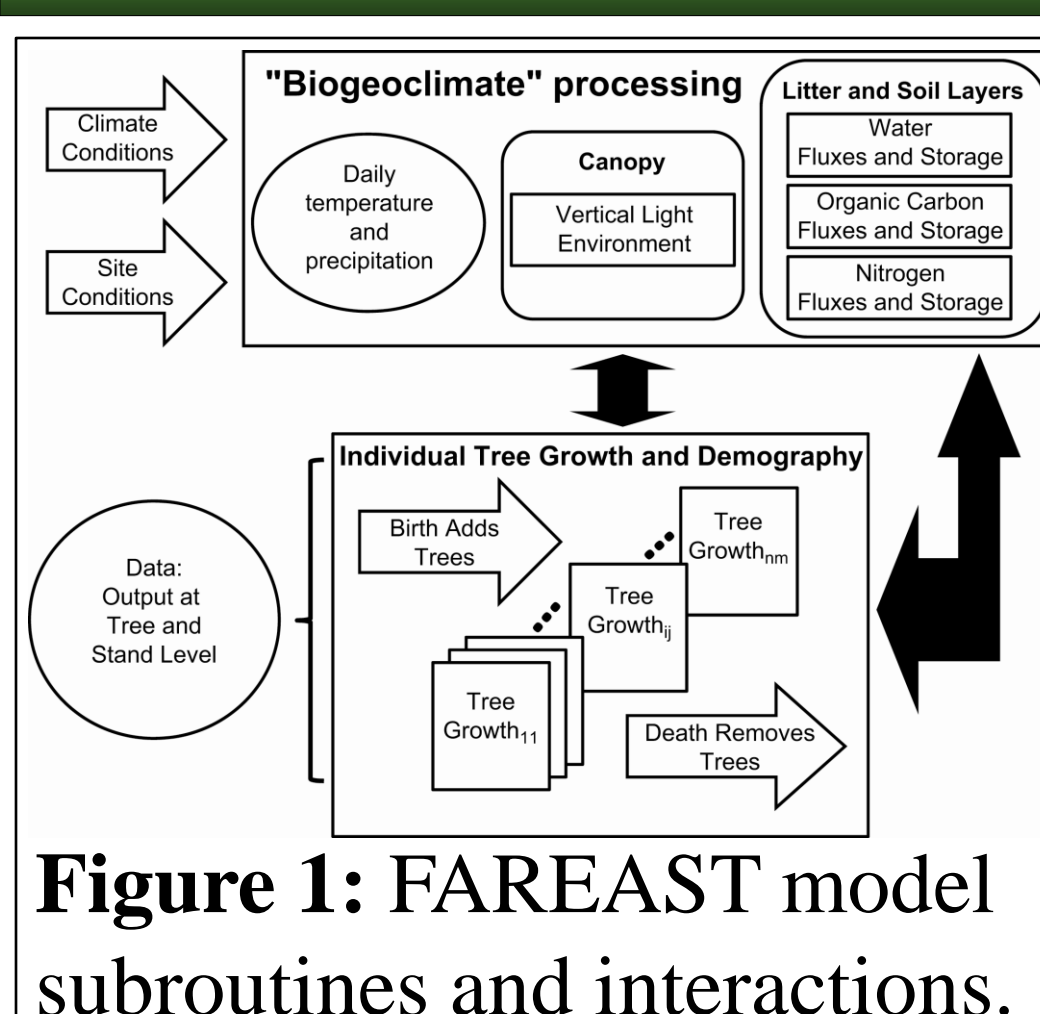 Climate
Conditions
Site
Conditions
"Biogeoclimate" processing
Daily
temperature
and
precipitation
Canopy
Vertical Light
Environment
Litter and Soil Layers
Water
Fluxes and Storage
Organic Carbon
Fluxes and Storage
Nitrogen
Fluxes and Storage
Data:
Output at
Tree and
Stand Level
Individual Tree Growth and Demography
Birth Adds
Trees
Tree
Growthnm
Tree
Growthij
Tree
Growth11
Death Removes
Trees
Figure 1: FAREAST model
subroutines and interactions.